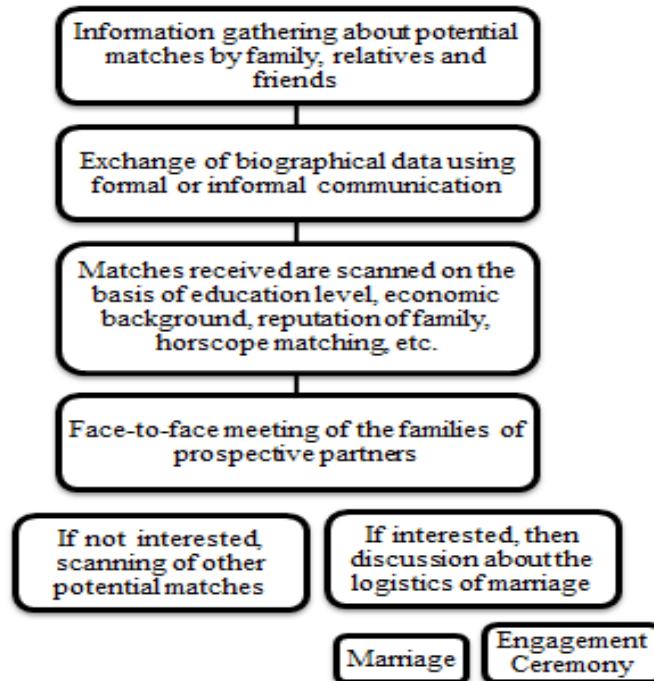 Information gathering about potential
matches by family, relatives and
friends
Exchange of biographical data using
formal or informal communication
Matches received are scanned on the
basis of education level, economic
background, reputation of family,
horscope matching, etc.
Face-to-face meeting of the families of
prospective partners
If not interested,
scanning of other
potential matches
If interested, then
discussion about the
logistics of marriage
Marriage
Engagement
Ceremony